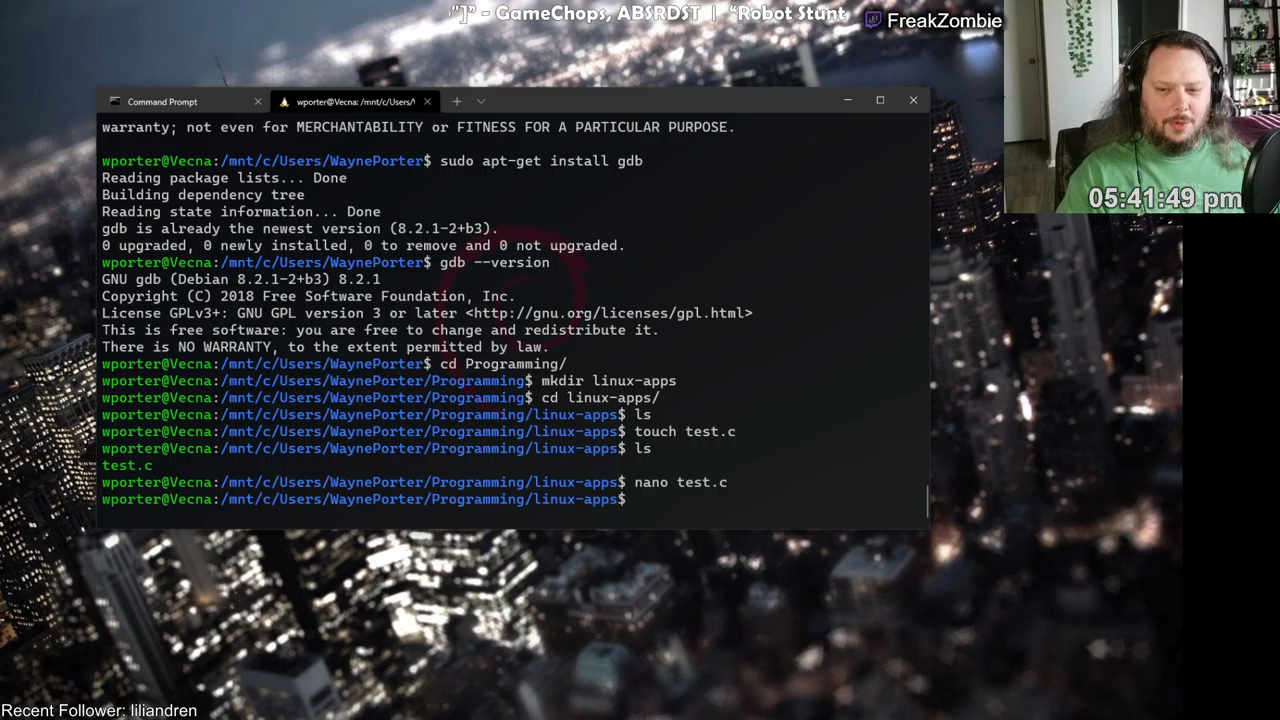 "]” - GameChops, ABSRDST | “Robot Stunt
FreakZombie
05:41:49 pm
Command Prompt
wporter@Vecna: /mnt/c/Users/
warranty; not even for MERCHANTABILITY or FITNESS FOR A PARTICULAR PURPOSE.
wporter@Vecna:/mnt/c/Users/WaynePorter$ sudo apt-get install gdb
Reading package lists... Done
Building dependency tree
Reading state information... Done
gdb is already the newest version (8.2.1-2+b3).
0 upgraded, 0 newly installed, 0 to remove and 0 not upgraded.
wporter@Vecna:/mnt/c/Users/WaynePorter$ gdb --version
GNU gdb (Debian 8.2.1-2+b3) 8.2.1
Copyright (C) 2018 Free Software Foundation, Inc.
License GPLv3+: GNU GPL version 3 or later <http://gnu.org/licenses/gpl.html>
This is free software: you are free to change and redistribute it.
There is NO WARRANTY, to the extent permitted by law.
wporter@Vecna:/mnt/c/Users/WaynePorter$ cd Programming/
wporter@Vecna:/mnt/c/Users/WaynePorter/Programming$ mkdir linux-apps
wporter@Vecna:/mnt/c/Users/WaynePorter/Programming$ cd linux-apps/
wporter@Vecna:/mnt/c/Users/WaynePorter/Programming/linux-apps$ ls
wporter@Vecna:/mnt/c/Users/WaynePorter/Programming/linux-apps$ touch test.c
wporter@Vecna:/mnt/c/Users/WaynePorter/Programming/linux-apps$ ls
test.c
wporter@Vecna:/mnt/c/Users/WaynePorter/Programming/linux-apps$ nano test.c
wporter@Vecna:/mnt/c/Users/WaynePorter/Programming/linux-apps$
Recent Follower: liliandren